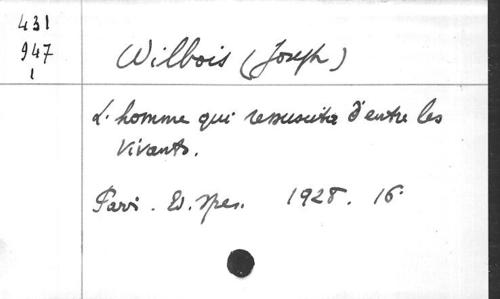 431
947
1
Wilbois (Joseph)
L'homme qui ressuscita d'entre les
vivants.
Paris. Ed. Spes. 1928. 16°